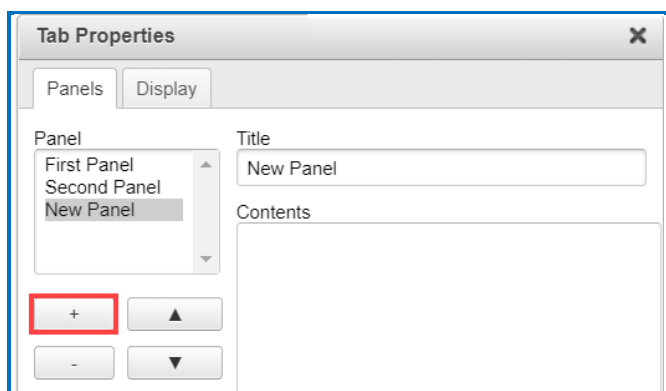 Tab Properties
Panels
Display
Panel
First Panel
Second Panel
New Panel
Title
New Panel
Contents
+
-